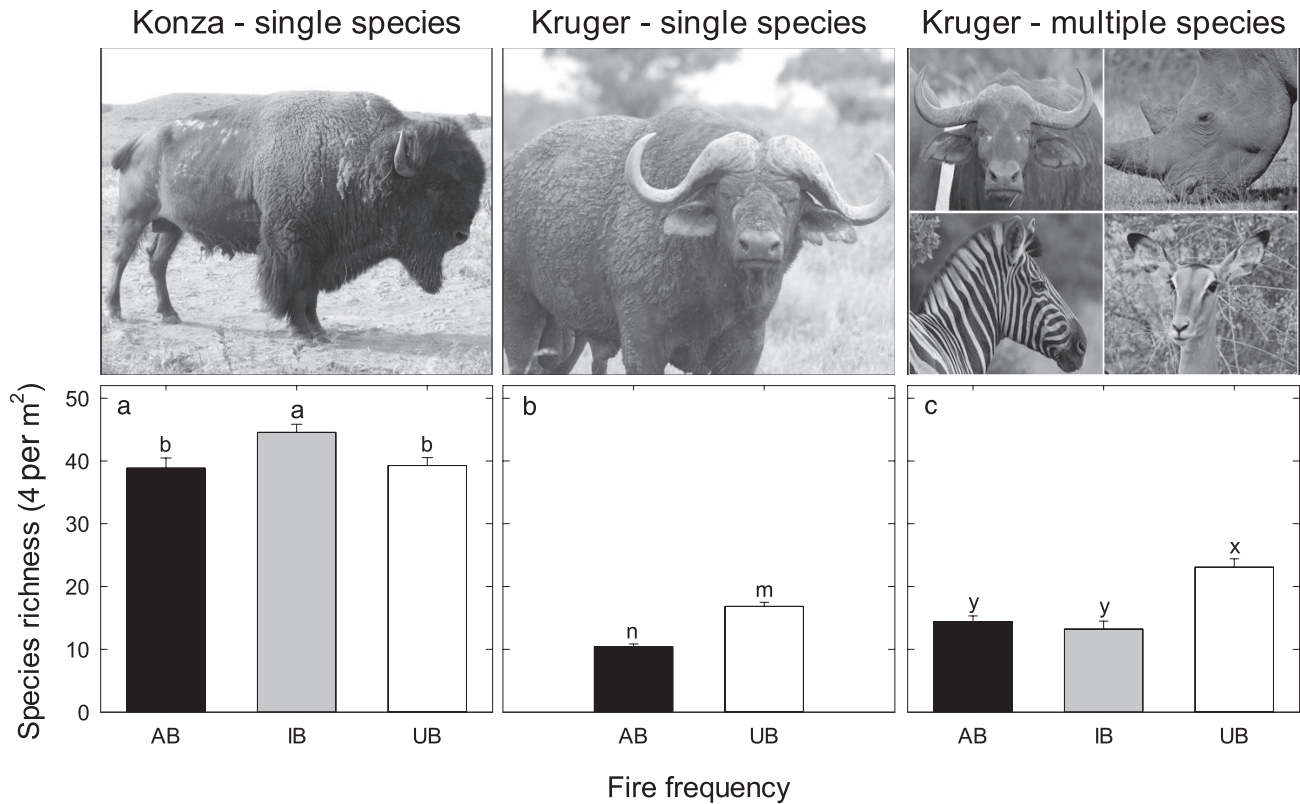 Konza - single species
Kruger - single species
Kruger - multiple species
Species richness (4 per m²)
50
40
30
20
10
0
a
b
a
b
AB
IB
UB
b
n
m
AB
UB
c
y
y
x
AB
IB
UB
Fire frequency